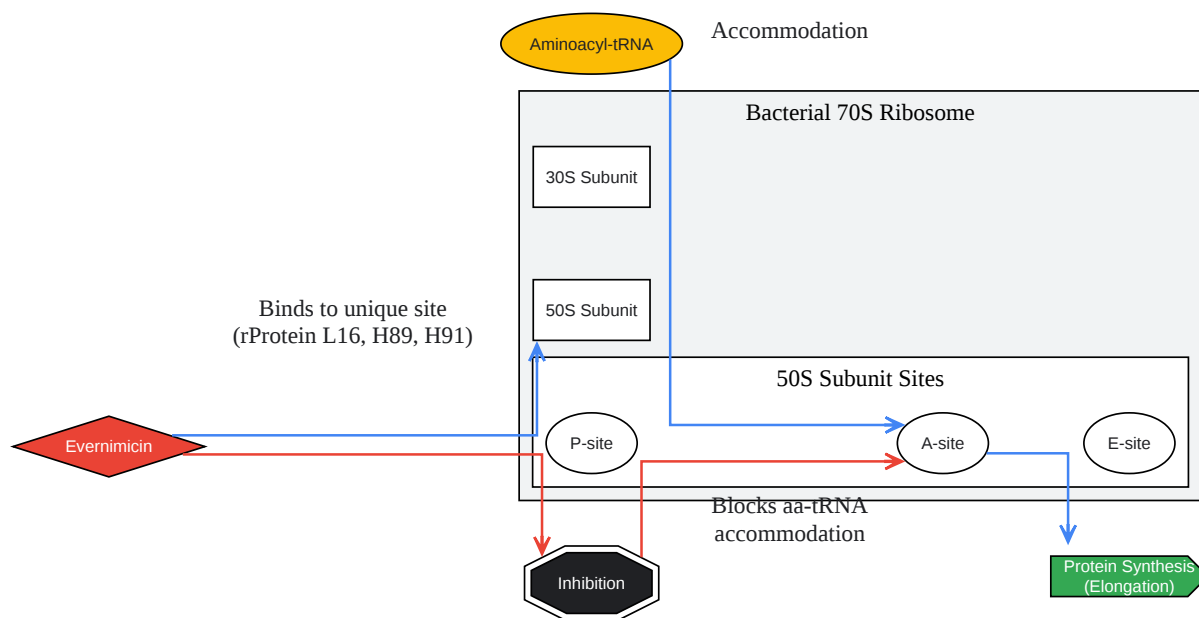 Aminoacyl-tRNA
Accommodation
Bacterial 70S Ribosome
30S Subunit
Binds to unique site
(rProtein L16, H89, H91)
50S Subunit
50S Subunit Sites
Evernimicin
P-site
A-site
E-site
Blocks aa-tRNA
accommodation
Inhibition
Protein Synthesis
(Elongation)